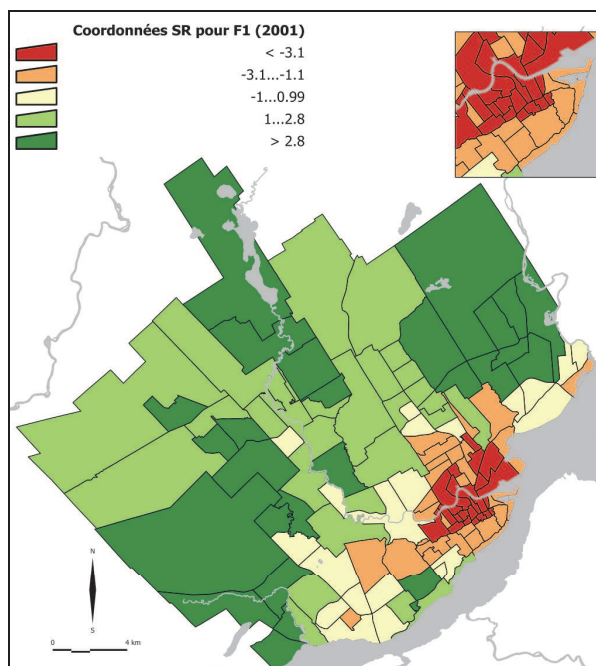 Coordonnées SR pour F1 (2001)
< -3.1
-3.1...-1.1
-1...0.99
1...2.8
> 2.8
N
S
0 4 km